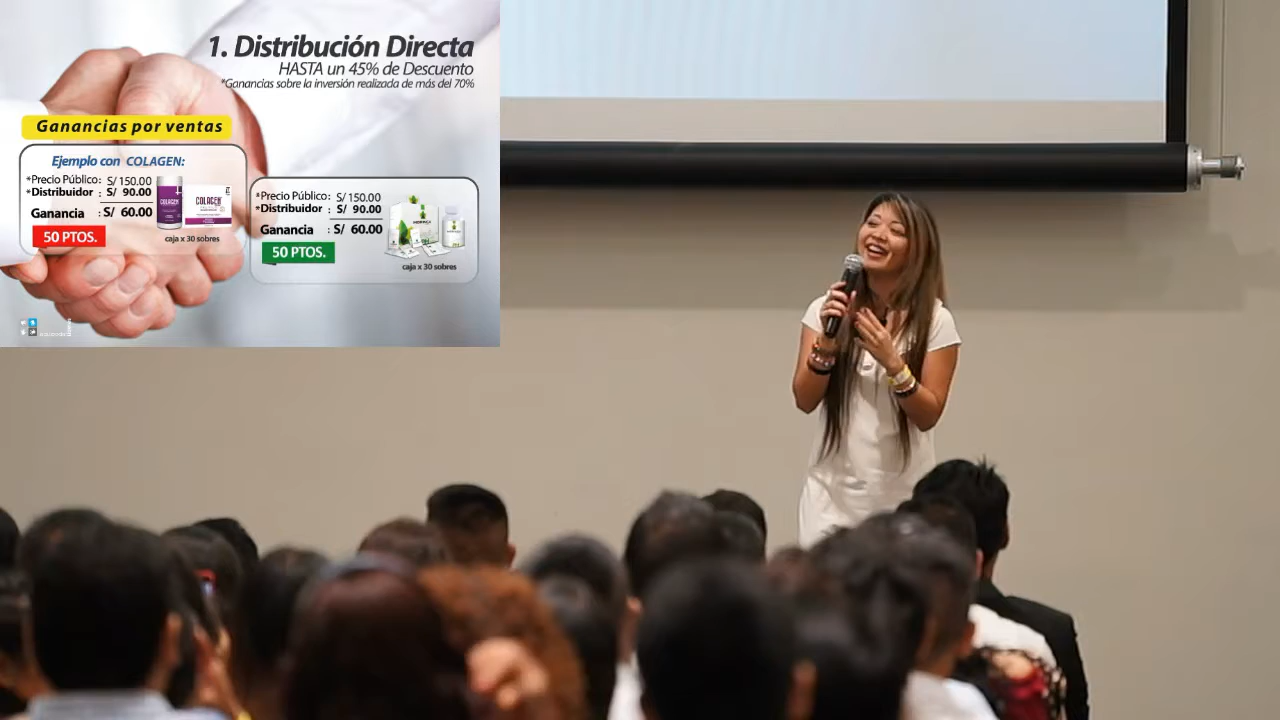 1. Distribución Directa
HASTA un 45% de Descuento
*Ganancias sobre la inversión realizada de más del 70%
Ganancias por ventas
Ejemplo con COLAGEN:
*Precio Público: S/ 150.00
*Distribuidor : S/ 90.00
Ganancia : S/ 60.00
50 PTOS.
COLAGEN
COLAGEN
caja x 30 sobres
*Precio Público: S/ 150.00
*Distribuidor : S/ 90.00
Ganancia : S/ 60.00
50 PTOS.
caja x 30 sobres